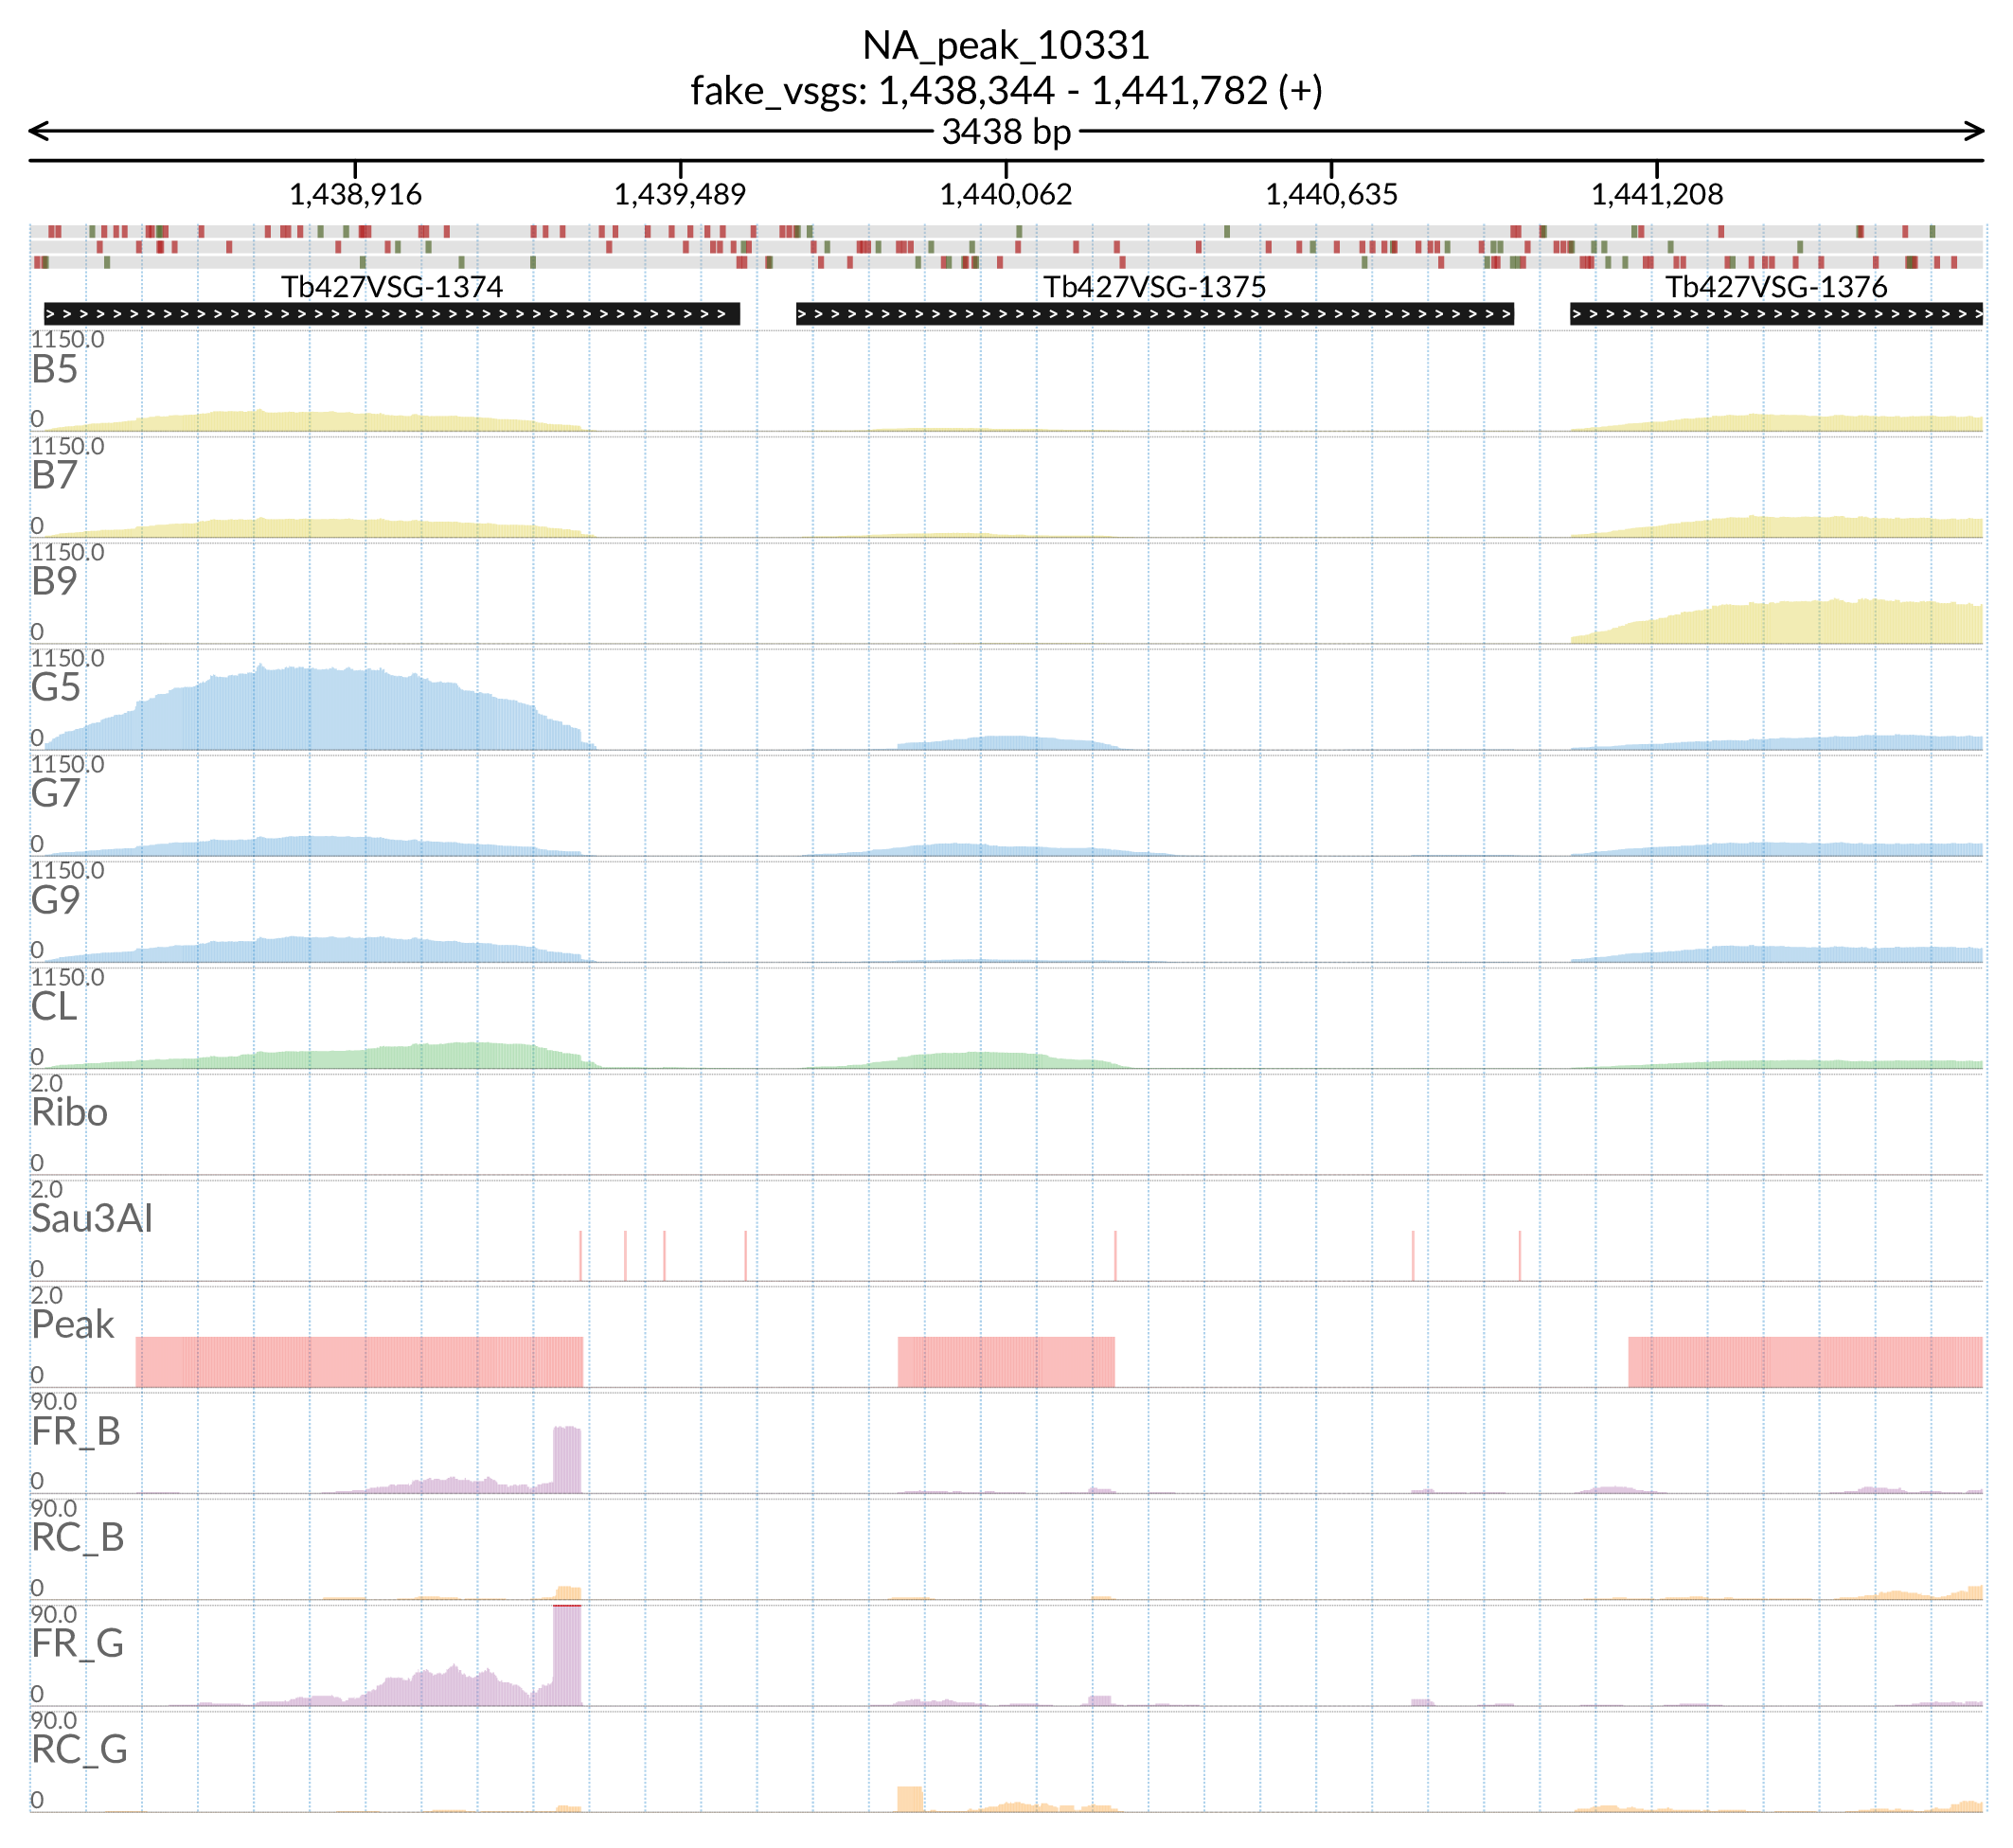 NA_peak_10331
fake_vsgs: 1,438,344 - 1,441,782 (+)
3438 bp
1,438,916 1,439,489 1,440,062 1,440,635 1,441,208
Tb427VSG-1374 Tb427VSG-1375 Tb427VSG-1376
1150.0
B5
0
1150.0
B7
0
1150.0
B9
0
1150.0
G5
0
1150.0
G7
0
1150.0
G9
0
1150.0
CL
0
2.0
Ribo
0
2.0
Sau3AI
0
2.0
Peak
0
90.0
FR_B
0
90.0
RC_B
0
90.0
FR_G
0
90.0
RC_G
0